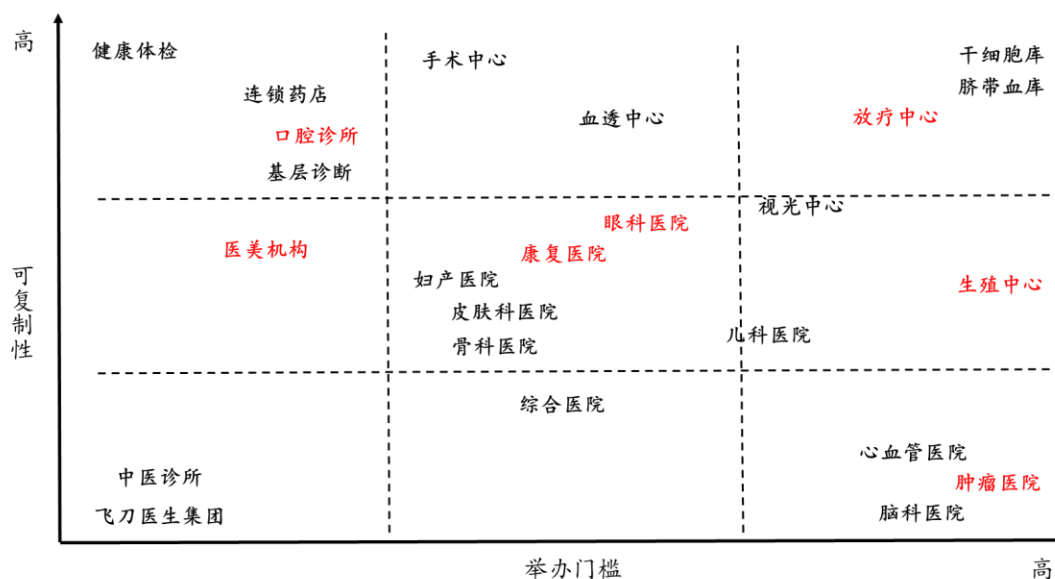 高
健康体检
手术中心
干细胞库
脐带血库
连锁药店
血透中心
放疗中心
口腔诊所
基层诊断
视光中心
眼科医院
医美机构
康复医院
妇产医院
生殖中心
皮肤科医院
儿科医院
骨科医院
可复制性
综合医院
心血管医院
中医诊所
肿瘤医院
飞刀医生集团
脑科医院
举办门槛
高